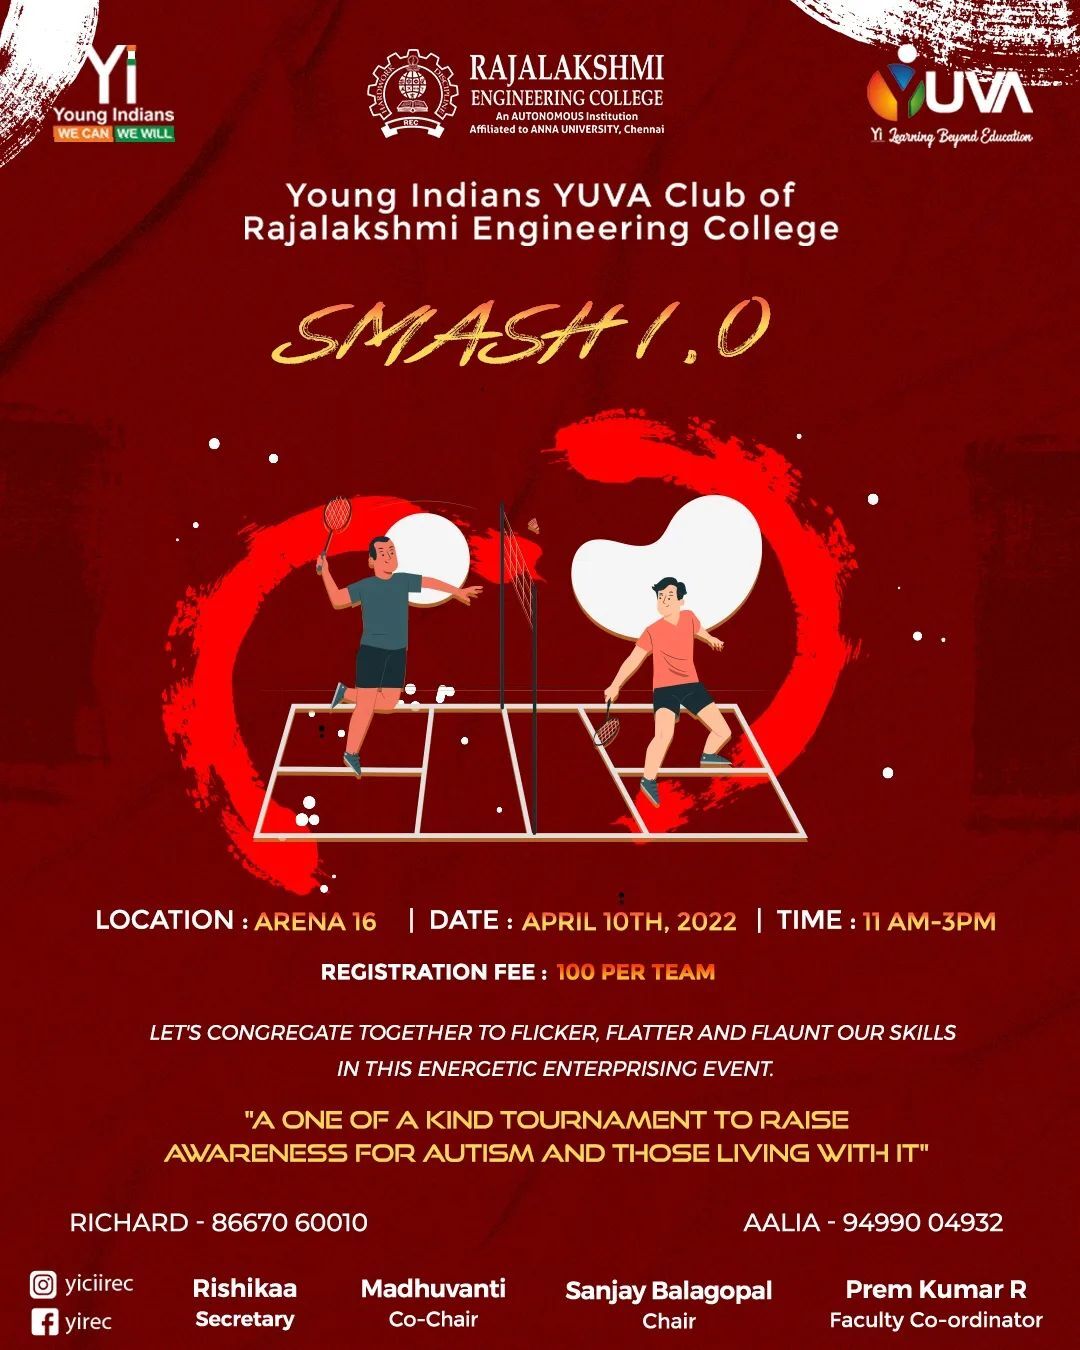 Yi
Young Indians
WE CAN WE WILL
RAJALAKSHMI
ENGINEERING COLLEGE
An AUTONOMOUS Institution
Affiliated to ANNA UNIVERSITY, Chennai
REC
YUVA
Yi Learning Beyond Education
Young Indians YUVA Club of
Rajalakshmi Engineering College
SMASH 1.0
LOCATION : ARENA 16 | DATE : APRIL 10TH, 2022 | TIME : 11 AM-3PM
REGISTRATION FEE : 100 PER TEAM
LET'S CONGREGATE TOGETHER TO FLICKER, FLATTER AND FLAUNT OUR SKILLS
IN THIS ENERGETIC ENTERPRISING EVENT.
"A ONE OF A KIND TOURNAMENT TO RAISE
AWARENESS FOR AUTISM AND THOSE LIVING WITH IT"
RICHARD - 86670 60010
AALIA - 94990 04932
yiciirec
yirec
Rishikaa
Secretary
Madhuvanti
Co-Chair
Sanjay Balagopal
Chair
Prem Kumar R
Faculty Co-ordinator